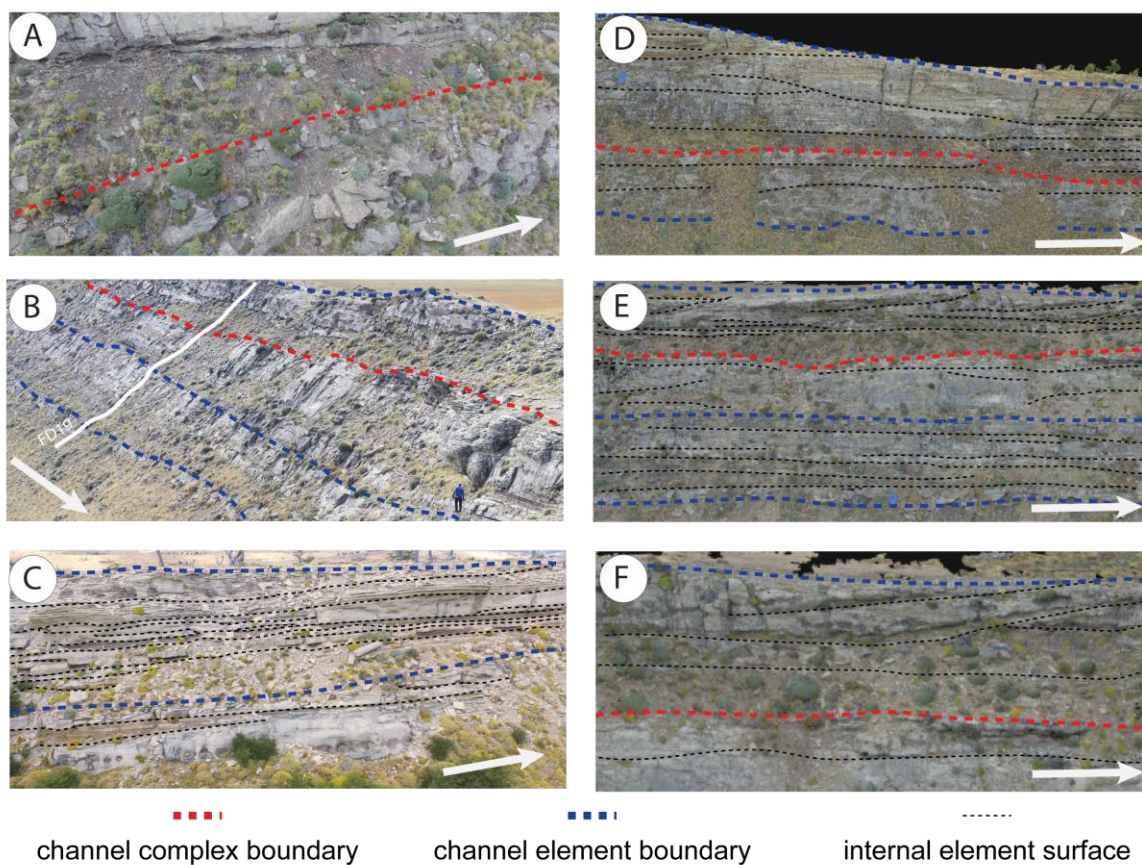 A
D
B
FD19
E
C
F
channel complex boundary
channel element boundary
internal element surface